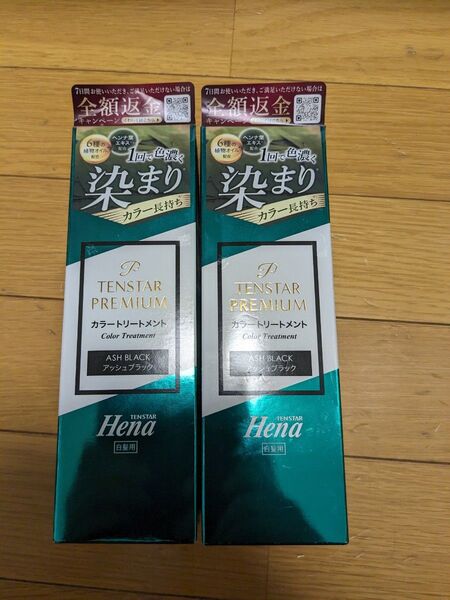 7日間お使いいただき、ご満足いただけない場合は
全額返金
キャンペーン
6種の
植物オイル
配合
ヘンナ葉
エキス
配合
1回で色濃く
染まり
カラー長持ち
P
TENSTAR
PREMIUM
カラートリートメント
Color Treatment
ASH BLACK
アッシュブラック
TENSTAR
Hena
白髪用
7日間お使いいただき、ご満足いただけない場合は
全額返金
キャンペーン
6種の
植物オイル
配合
ヘンナ葉
エキス
配合
1回で色濃く
染まり
カラー長持ち
P
TENSTAR
PREMIUM
カラートリートメント
Color Treatment
ASH BLACK
アッシュブラック
TENSTAR
Hena
白髪用